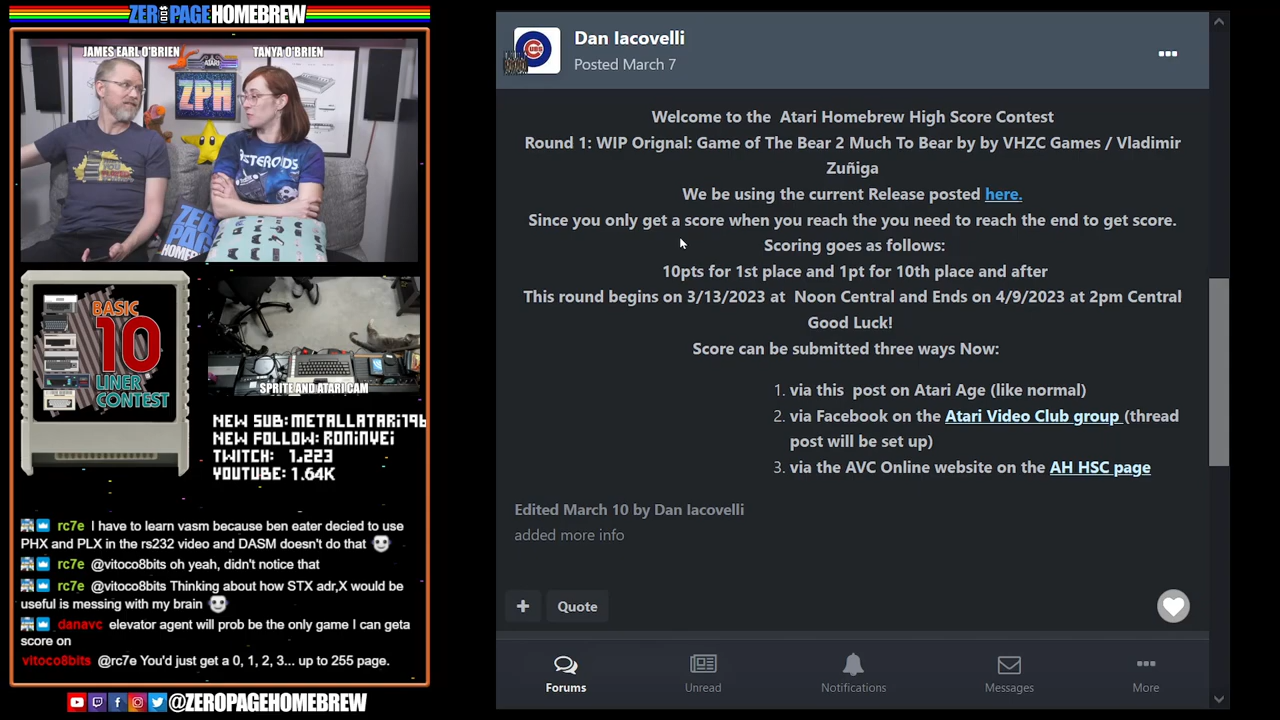 ZEROPAGE HOMEBREW
JAMES EARL O'BRIEN
TANYA O'BRIEN
ATARI
ZPH
ASTEROIDS
ZERO PAGE
HOMEBREW
BASIC
10
LINER
CONTEST
SPRITE AND ATARI CAM
NEW SUB: METALLATARI196
NEW FOLLOW: RONINVEI
TWITCH: 1,223
YOUTUBE: 1.64K
rc7e I have to learn vasm because ben eater decied to use
PHX and PLX in the rs232 video and DASM doesn't do that
rc7e @vitoco8bits oh yeah, didn't notice that
rc7e @vitoco8bits Thinking about how STX adr,X would be
useful is messing with my brain
danavc elevator agent will prob be the only game I can geta
score on
vitoco8bits @rc7e You'd just get a 0, 1, 2, 3... up to 255 page.
@ZEROPAGEHOMEBREW
CUBS
Dan Iacovelli
Posted March 7
Welcome to the Atari Homebrew High Score Contest
Round 1: WIP Orignal: Game of The Bear 2 Much To Bear by by VHZC Games / Vladimir
Zuñiga
We be using the current Release posted here.
Since you only get a score when you reach the you need to reach the end to get score.
Scoring goes as follows:
10pts for 1st place and 1pt for 10th place and after
This round begins on 3/13/2023 at Noon Central and Ends on 4/9/2023 at 2pm Central
Good Luck!
Score can be submitted three ways Now:
1. via this post on Atari Age (like normal)
2. via Facebook on the Atari Video Club group (thread
post will be set up)
3. via the AVC Online website on the AH HSC page
Edited March 10 by Dan Iacovelli
added more info
+ Quote
Forums
Unread
Notifications
Messages
More